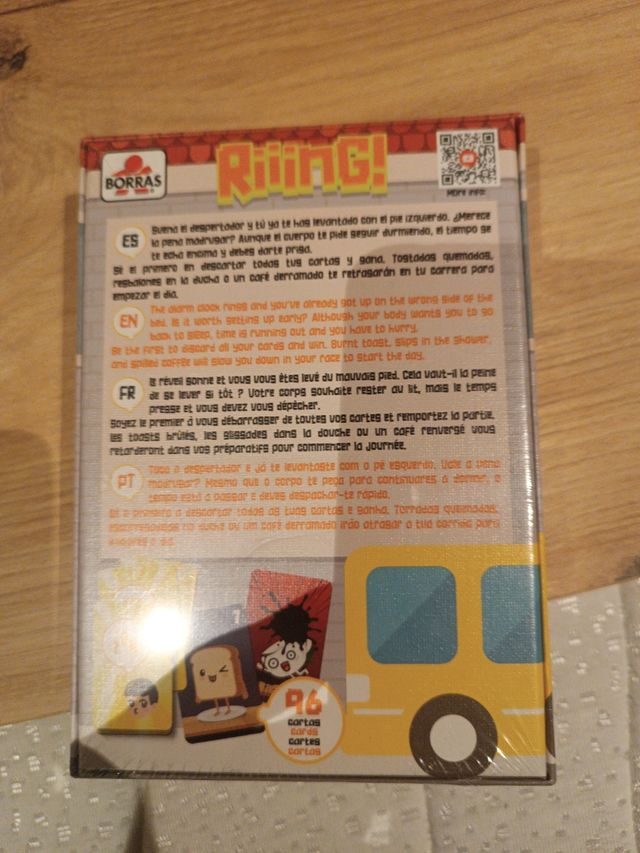 BORRAS
RiiinG!
More info:
ES
Suena el despertador y tú ya te has levantado con el pie izquierdo. ¿Merece
la pena madrugar? Aunque el cuerpo te pide seguir durmiendo, el tiempo se
te echa encima y debes darte prisa.
Sé el primero en descartar todas tus cartas y gana. Tostadas quemadas,
resbalones en la ducha o un café derramado te retrasarán en tu carrera para
empezar el día.
EN
The alarm clock rings and you've already got up on the wrong side of the
bed. Is it worth getting up early? Although your body wants you to go
back to sleep, time is running out and you have to hurry.
Be the first to discard all your cards and win. Burnt toast, slips in the shower,
and spilled coffee will slow you down in your race to start the day.
FR
le réveil sonne et vous vous êtes levé du mauvais pied. Cela vaut-il la peine
de se lever si tôt ? Votre corps souhaite rester au lit, mais le temps
presse et vous devez vous dépêcher.
Soyez le premier à vous débarrasser de toutes vos cartes et remportez la partie.
les toasts brûlés, les glissades dans la douche ou un café renversé vous
retarderont dans vos préparatifs pour commencer la journée.
PT
Toca o despertador e já te levantaste com o pé esquerdo. Vale a pena
madrugar? Mesmo que o corpo te peça para continuares a dormir, o
tempo está a passar e deves despachar-te rápido.
Sê o primeiro a descartar todas as tuas cartas e ganha. Torradas queimadas,
escorregadelas no duche ou um café derramado irão atrasar a tua corrida para
96
cartas
cards
cartes
cartas